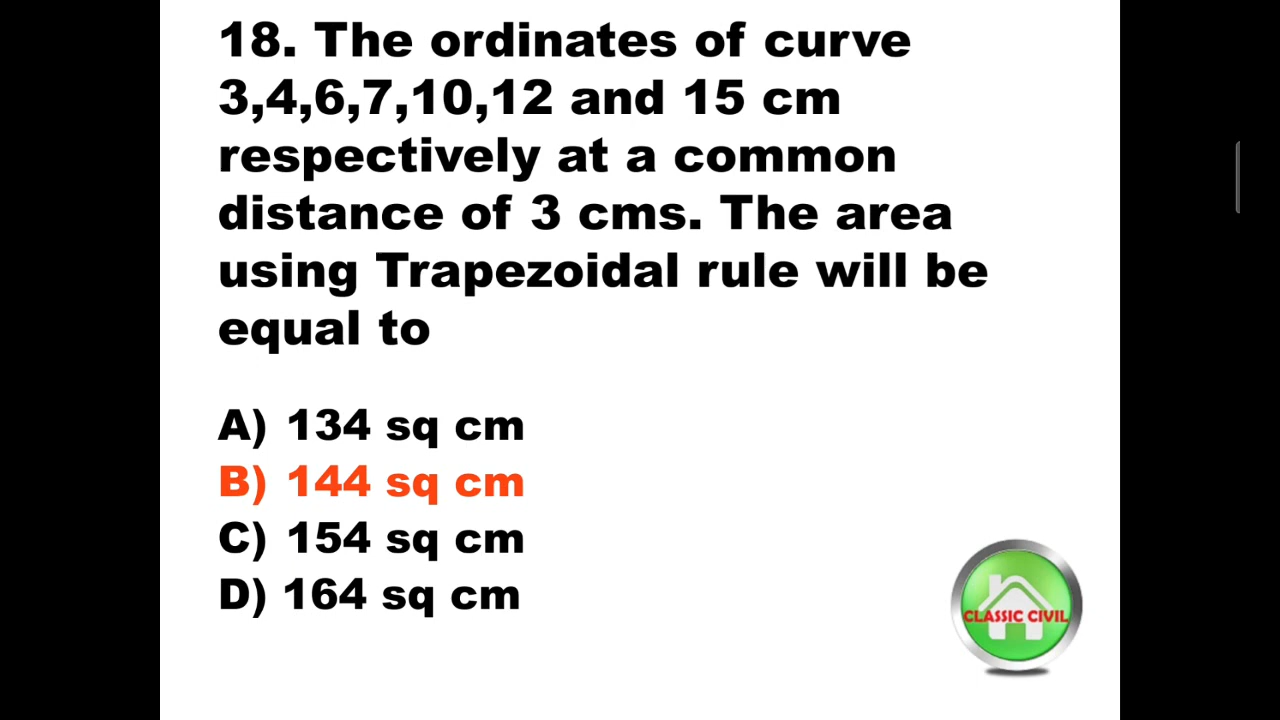 18. The ordinates of curve
3,4,6,7,10,12 and 15 cm
respectively at a common
distance of 3 cms. The area
using Trapezoidal rule will be
equal to
A) 134 sq cm
B) 144 sq cm
C) 154 sq cm
D) 164 sq cm
CLASSIC CIVIL